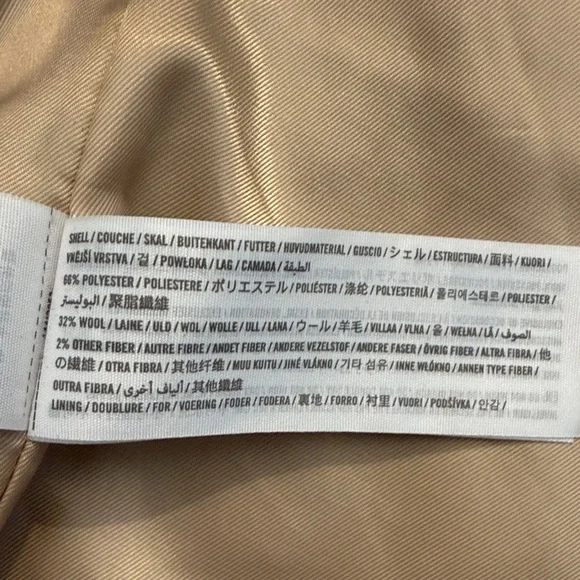 SHELL / COUCHE / SKAL / BUITENKANT / FUTTER / HUVUDMATERIAL / GUSCIO / シェル / ESTRUCTURA / 面料 / KUORI /
VNĚJŠÍ VRSTVA / 겉 / POWŁOKA / LAG / CAMADA / الطبقة /
66% POLYESTER / POLIESTERE / ポリエステル / POLIÉSTER / 涤纶 / POLYESTERIÄ / 폴리에스테르 / POLIESTER /
البوليستر / 聚脂纖維
32% WOOL / LAINE / ULD / WOL / WOLLE / ULL / LANA / ウール / 羊毛 / VILLAA / VLNA / 울 / WEŁNA / LÃ / الصوف
2% OTHER FIBER / AUTRE FIBRE / ANDET FIBER / ANDERE VEZELSTOF / ANDERE FASER / ÖVRIG FIBER / ALTRA FIBRA / 他
の繊維 / OTRA FIBRA / 其他纤维 / MUU KUITU / JINÉ VLÁKNO / 기타 섬유 / INNE WŁÓKNO / ANNEN TYPE FIBER /
OUTRA FIBRA / ألياف أخرى / 其他纖維
LINING / DOUBLURE / FOR / VOERING / FODER / FODERA / 裏地 / FORRO / 衬里 / VUORI / PODŠÍVKA / 안감 /